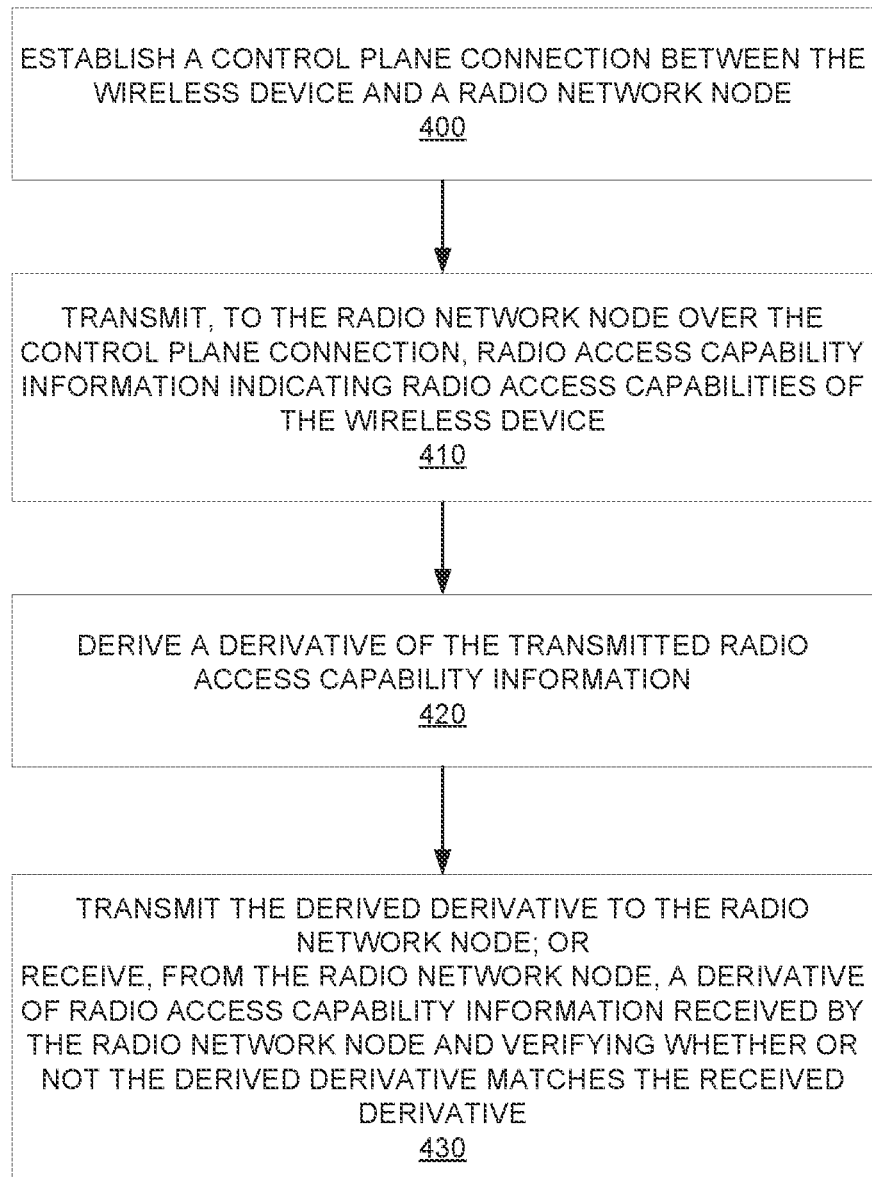 ESTABLISH A CONTROL PLANE CONNECTION BETWEEN THE
WIRELESS DEVICE AND A RADIO NETWORK NODE
400
TRANSMIT, TO THE RADIO NETWORK NODE OVER THE
CONTROL PLANE CONNECTION, RADIO ACCESS CAPABILITY
INFORMATION INDICATING RADIO ACCESS CAPABILITIES OF
THE WIRELESS DEVICE
410
DERIVE A DERIVATIVE OF THE TRANSMITTED RADIO
ACCESS CAPABILITY INFORMATION
420
TRANSMIT THE DERIVED DERIVATIVE TO THE RADIO
NETWORK NODE; OR
RECEIVE, FROM THE RADIO NETWORK NODE, A DERIVATIVE
OF RADIO ACCESS CAPABILITY INFORMATION RECEIVED BY
THE RADIO NETWORK NODE AND VERIFYING WHETHER OR
NOT THE DERIVED DERIVATIVE MATCHES THE RECEIVED
DERIVATIVE
430